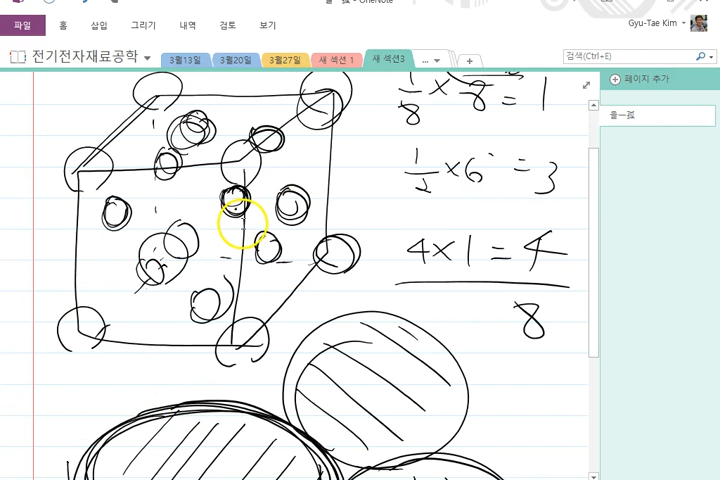 - OneNote
파일 홈 삽입 그리기 내역 검토 보기
Gyu-Tae Kim
전기전자재료공학 3월13일 3월20일 3월27일 새 섹션 1 새 섹션3 ... +
검색(Ctrl+E)
페이지 추가
1/8 × 8 = 1
1/2 × 6 = 3
4 × 1 = 4
8